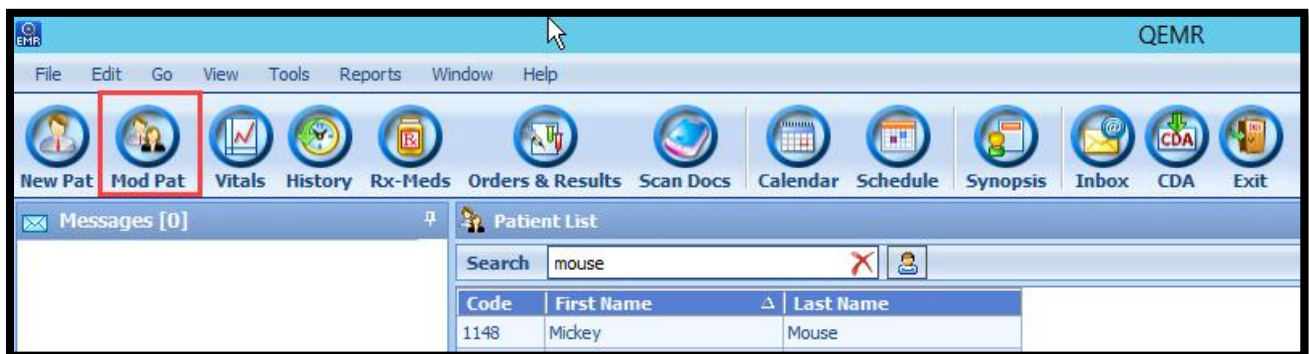 EMR QEMR
File Edit Go View Tools Reports Window Help
CDA
New Pat Mod Pat Vitals History Rx-Meds Orders & Results Scan Docs Calendar Schedule Synopsis Inbox CDA Exit
Messages [0] Patient List
Search mouse
Code First Name Last Name
1148 Mickey Mouse